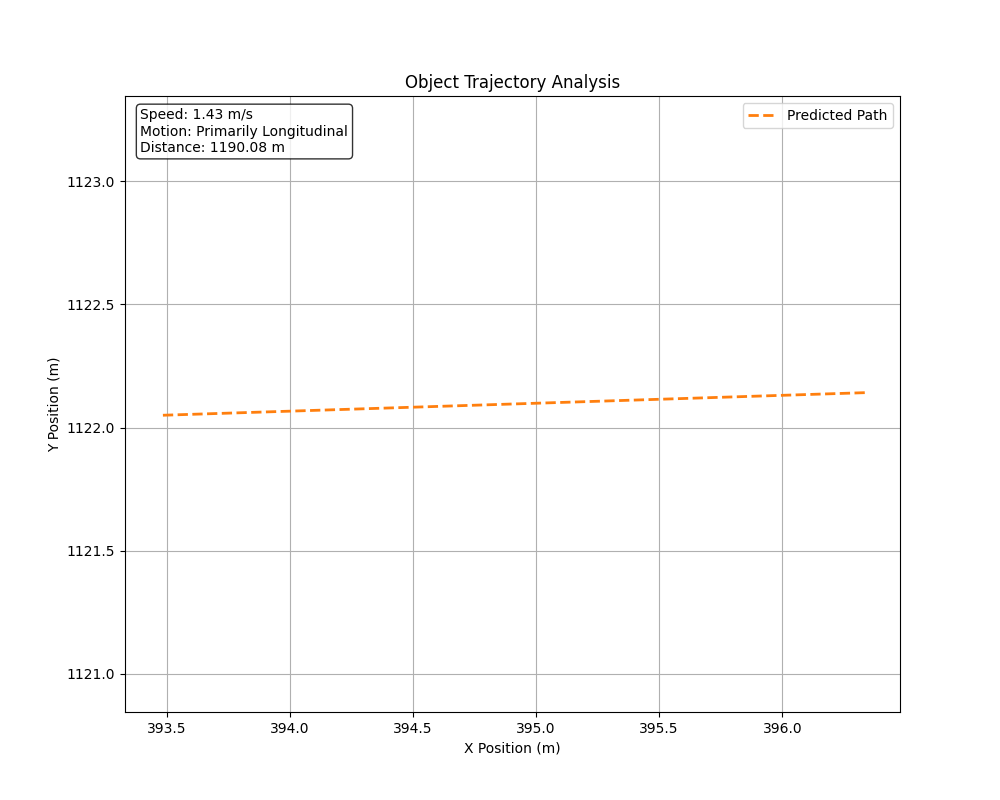 Object Trajectory Analysis
Speed: 1.43 m/s
Motion: Primarily Longitudinal
Distance: 1190.08 m
Predicted Path
Y Position (m)
1123.0
1122.5
1122.0
1121.5
1121.0
393.5 394.0 394.5 395.0 395.5 396.0
X Position (m)